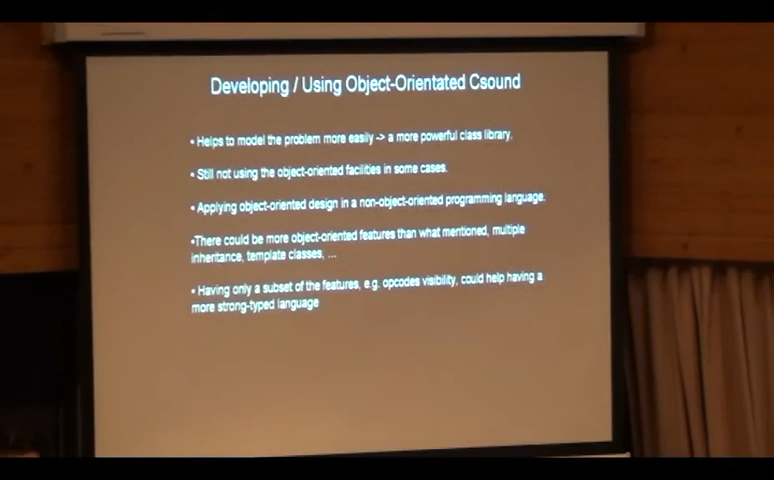 Developing / Using Object-Orientated Csound
• Helps to model the problem more easily -> a more powerful class library.
• Still not using the object-oriented facilities in some cases.
• Applying object-oriented design in a non-object-oriented programming language.
•There could be more object-oriented features than what mentioned, multiple
inheritance, template classes, ...
• Having only a subset of the features, e.g. opcodes visibility, could help having a
more strong-typed language